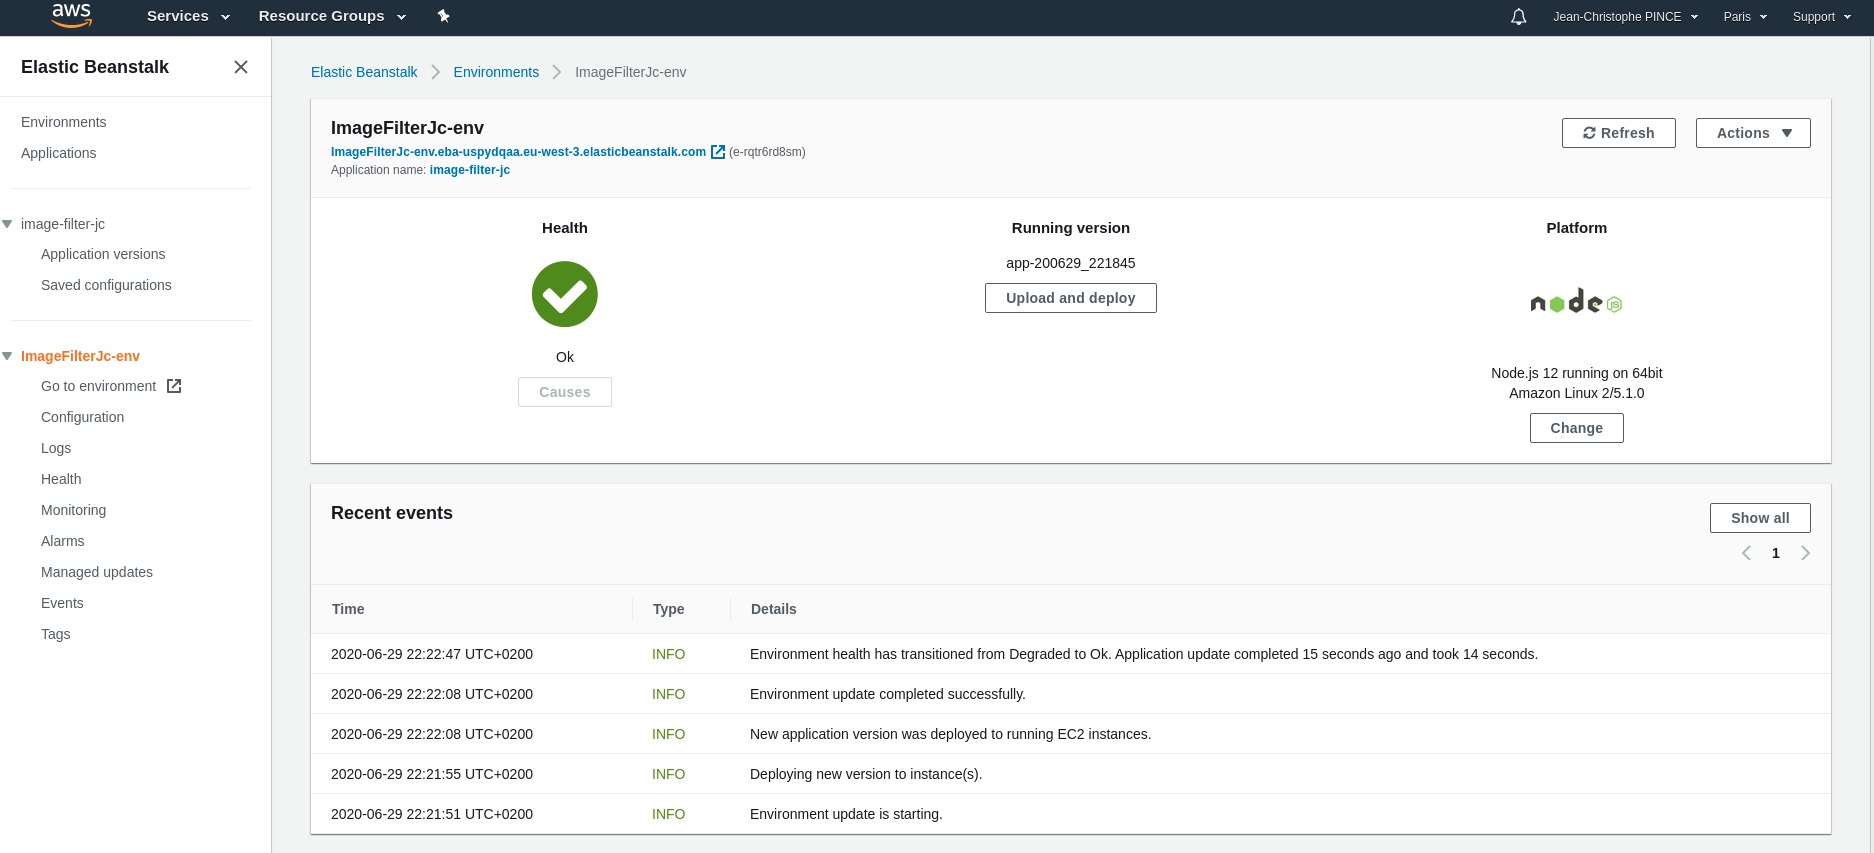 aws Services Resource Groups Jean-Christophe PINCE Paris Support
Elastic Beanstalk
Environments
Applications
image-filter-jc
Application versions
Saved configurations
ImageFilterJc-env
Go to environment
Configuration
Logs
Health
Monitoring
Alarms
Managed updates
Events
Tags
Elastic Beanstalk Environments ImageFilterJc-env
ImageFilterJc-env
ImageFilterJc-env.eba-uspydqaa.eu-west-3.elasticbeanstalk.com (e-rqtr6rd8sm)
Application name: image-filter-jc
Refresh Actions
Health
Ok
Causes
Running version
app-200629_221845
Upload and deploy
Platform
node JS
Node.js 12 running on 64bit
Amazon Linux 2/5.1.0
Change
Recent events
Show all
1
Time Type Details
2020-06-29 22:22:47 UTC+0200 INFO Environment health has transitioned from Degraded to Ok. Application update completed 15 seconds ago and took 14 seconds.
2020-06-29 22:22:08 UTC+0200 INFO Environment update completed successfully.
2020-06-29 22:22:08 UTC+0200 INFO New application version was deployed to running EC2 instances.
2020-06-29 22:21:55 UTC+0200 INFO Deploying new version to instance(s).
2020-06-29 22:21:51 UTC+0200 INFO Environment update is starting.